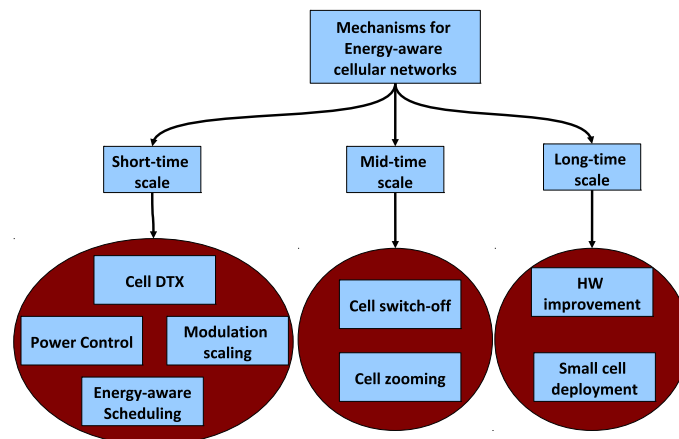 Mechanisms for
Energy-aware
cellular networks
Short-time
scale
Mid-time
scale
Long-time
scale
Cell DTX
Power Control
Modulation
scaling
Energy-aware
Scheduling
Cell switch-off
Cell zooming
HW
improvement
Small cell
deployment